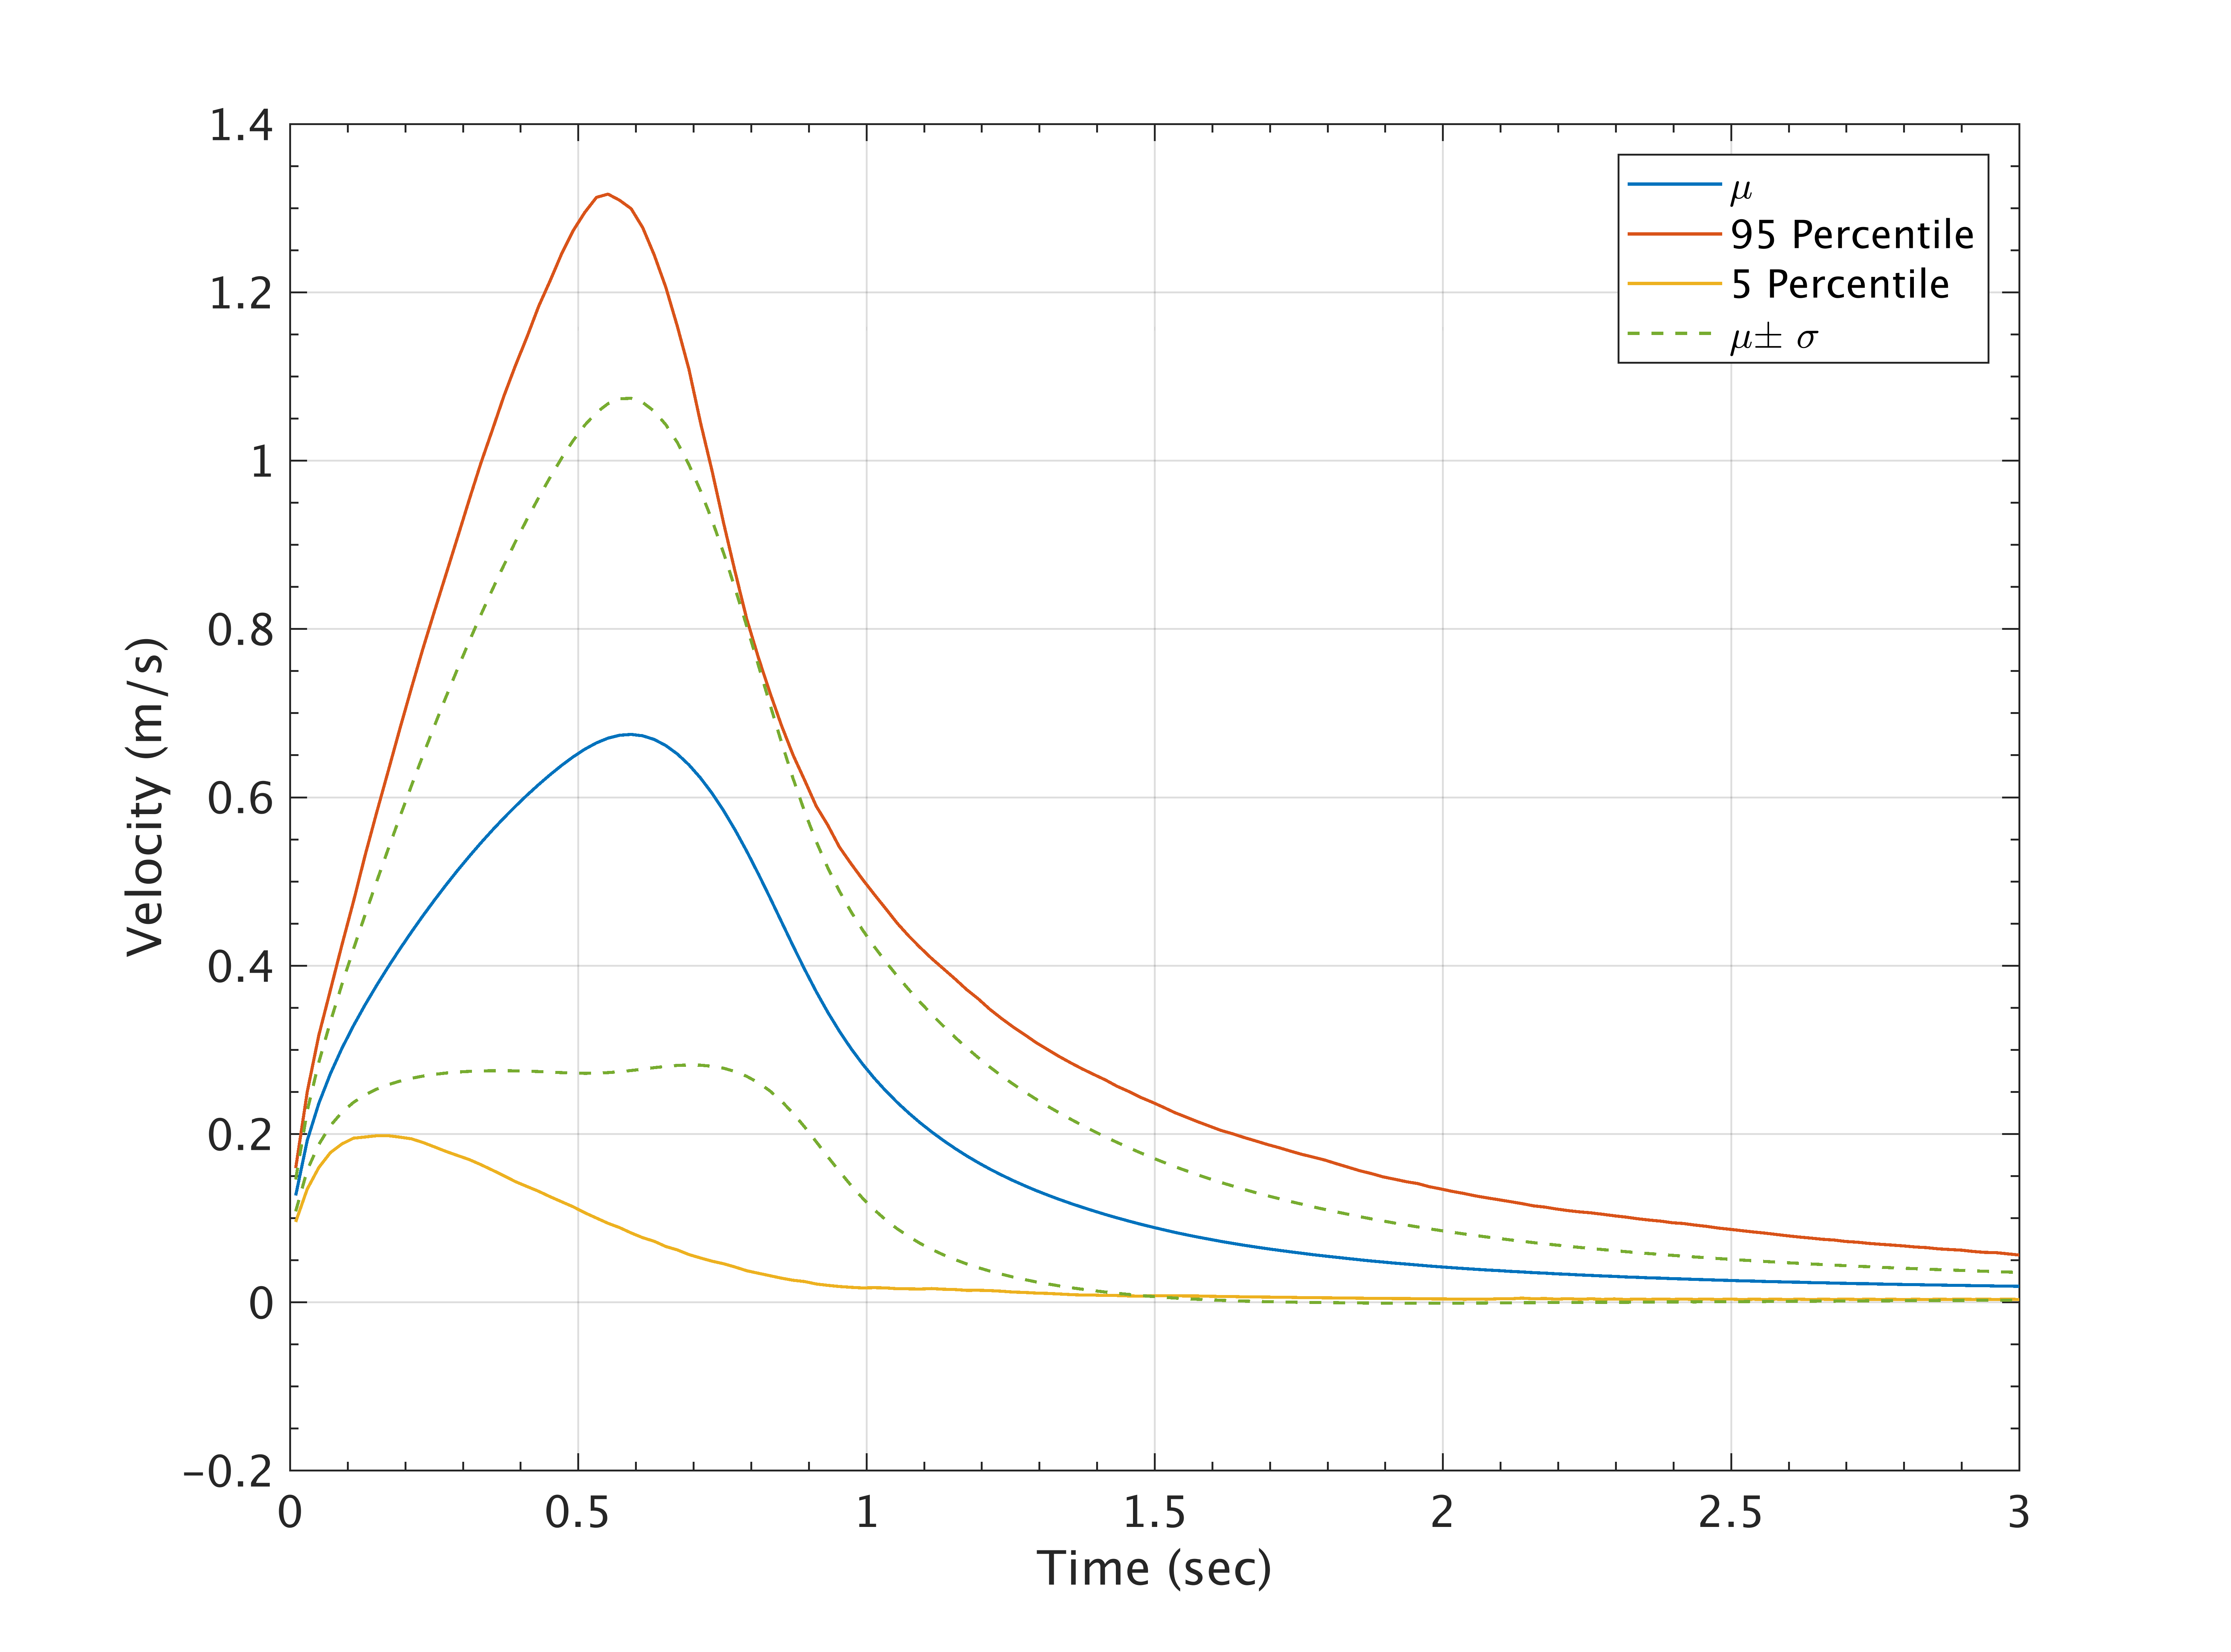 1.4
1.2
1
0.8
0.6
0.4
0.2
0
-0.2
Velocity (m/s)
0 0.5 1 1.5 2 2.5 3
Time (sec)
μ
95 Percentile
5 Percentile
μ± σ